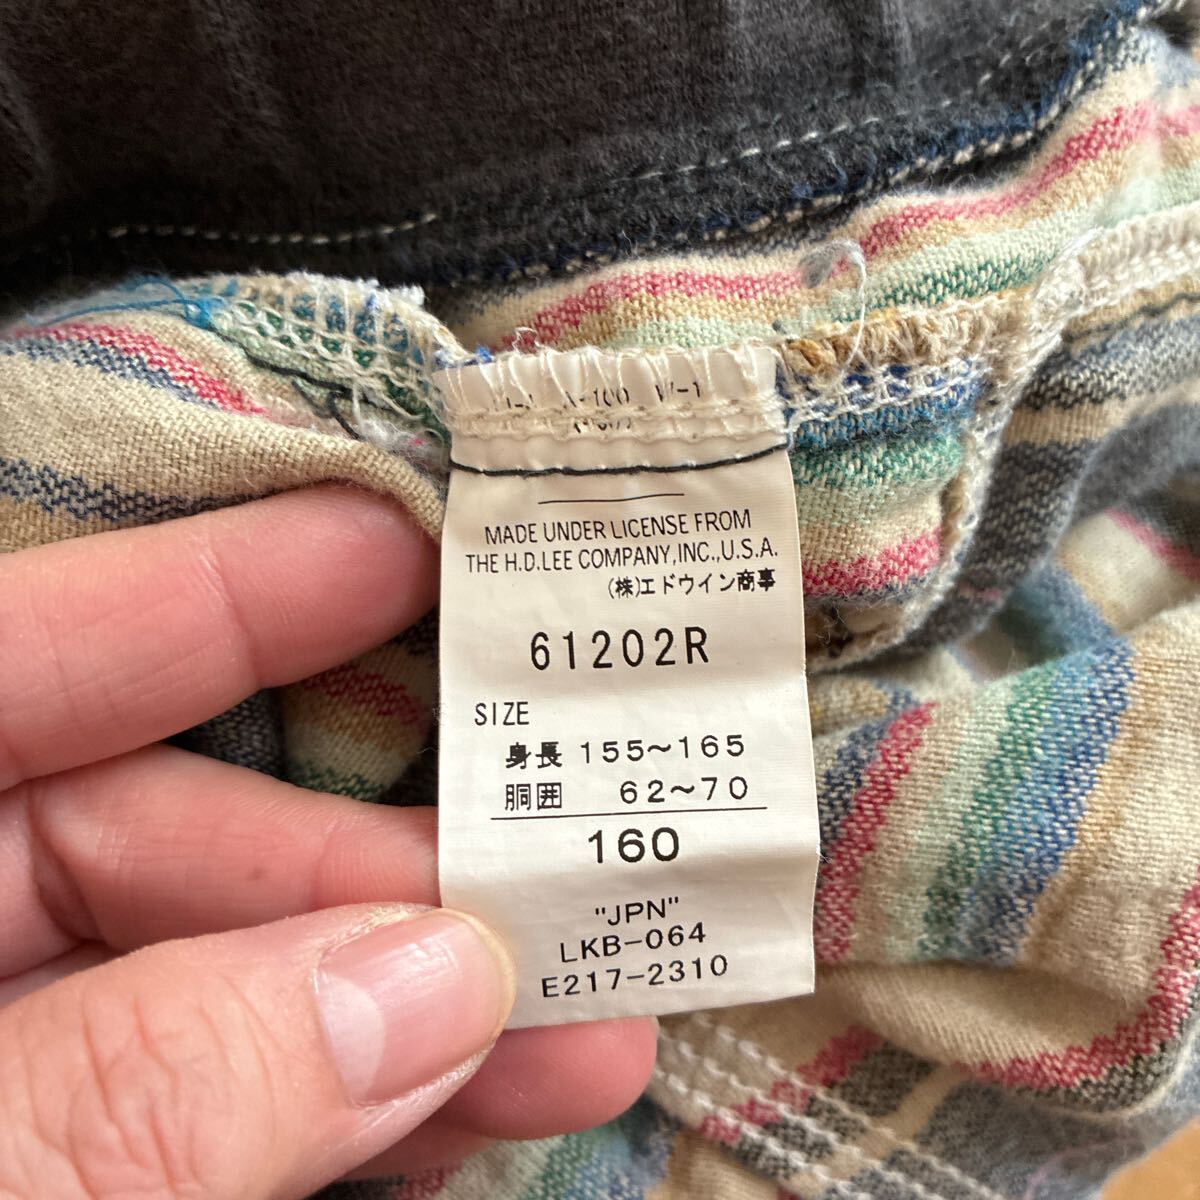 MADE UNDER LICENSE FROM
THE H.D.LEE COMPANY,INC.,U.S.A.
(株)エドウイン商事
61202R
SIZE
身長 155~165
胴囲 62~70
160
"JPN"
LKB-064
E217-2310